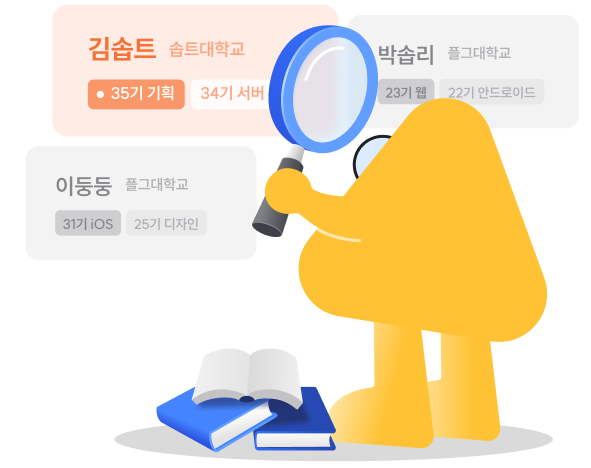 김솝트 솝트대학교
35기 기획 34기 서버
박솝리 플그대학교
23기 웹 22기 안드로이드
이둥둥 플그대학교
31기 iOS 25기 디자인